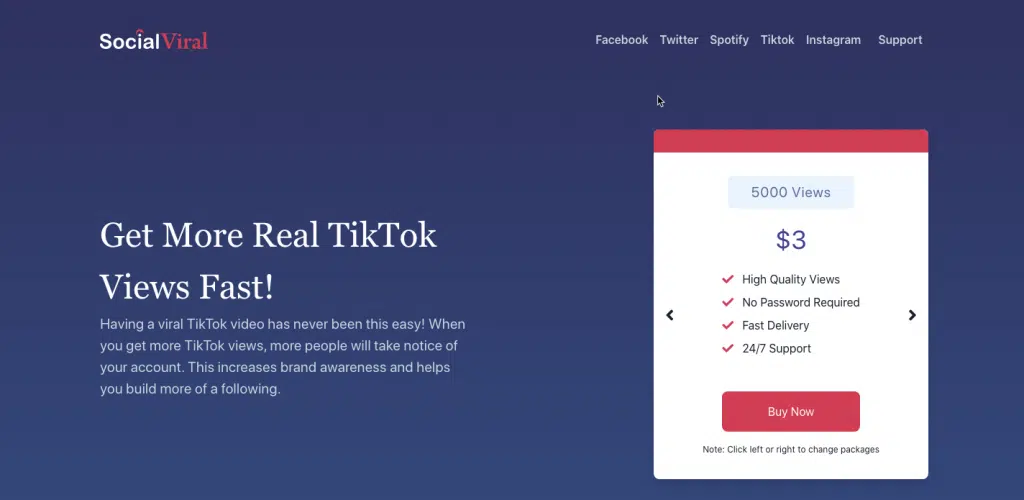 SocialViral
Facebook Twitter Spotify Tiktok Instagram Support
Get More Real TikTok
Views Fast!
Having a viral TikTok video has never been this easy! When
you get more TikTok views, more people will take notice of
your account. This increases brand awareness and helps
you build more of a following.
5000 Views
$3
High Quality Views
No Password Required
Fast Delivery
24/7 Support
Buy Now
Note: Click left or right to change packages